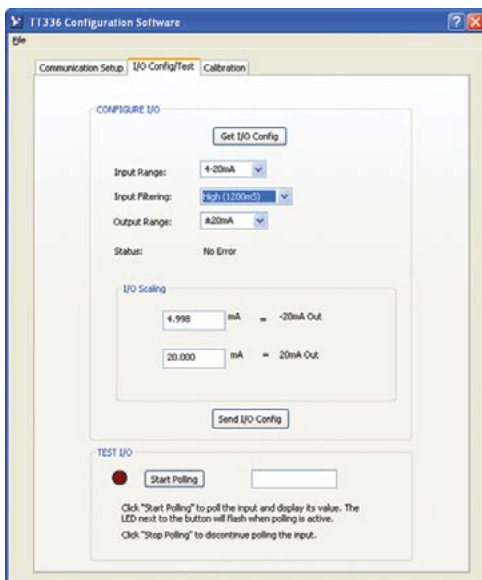 TT336 Configuration Software
File
Communication Setup I/O Config/Test Calibration
CONFIGURE I/O
Get I/O Config
Input Range: 4-20mA
Input Filtering: High (1200mS)
Output Range: ±20mA
Status: No Error
I/O Scaling
4.998 mA = -20mA Out
20.000 mA = 20mA Out
Send I/O Config
TEST I/O
Start Polling
Click "Start Polling" to poll the input and display its value. The
LED next to the button will flash when polling is active.
Click "Stop Polling" to discontinue polling the input.